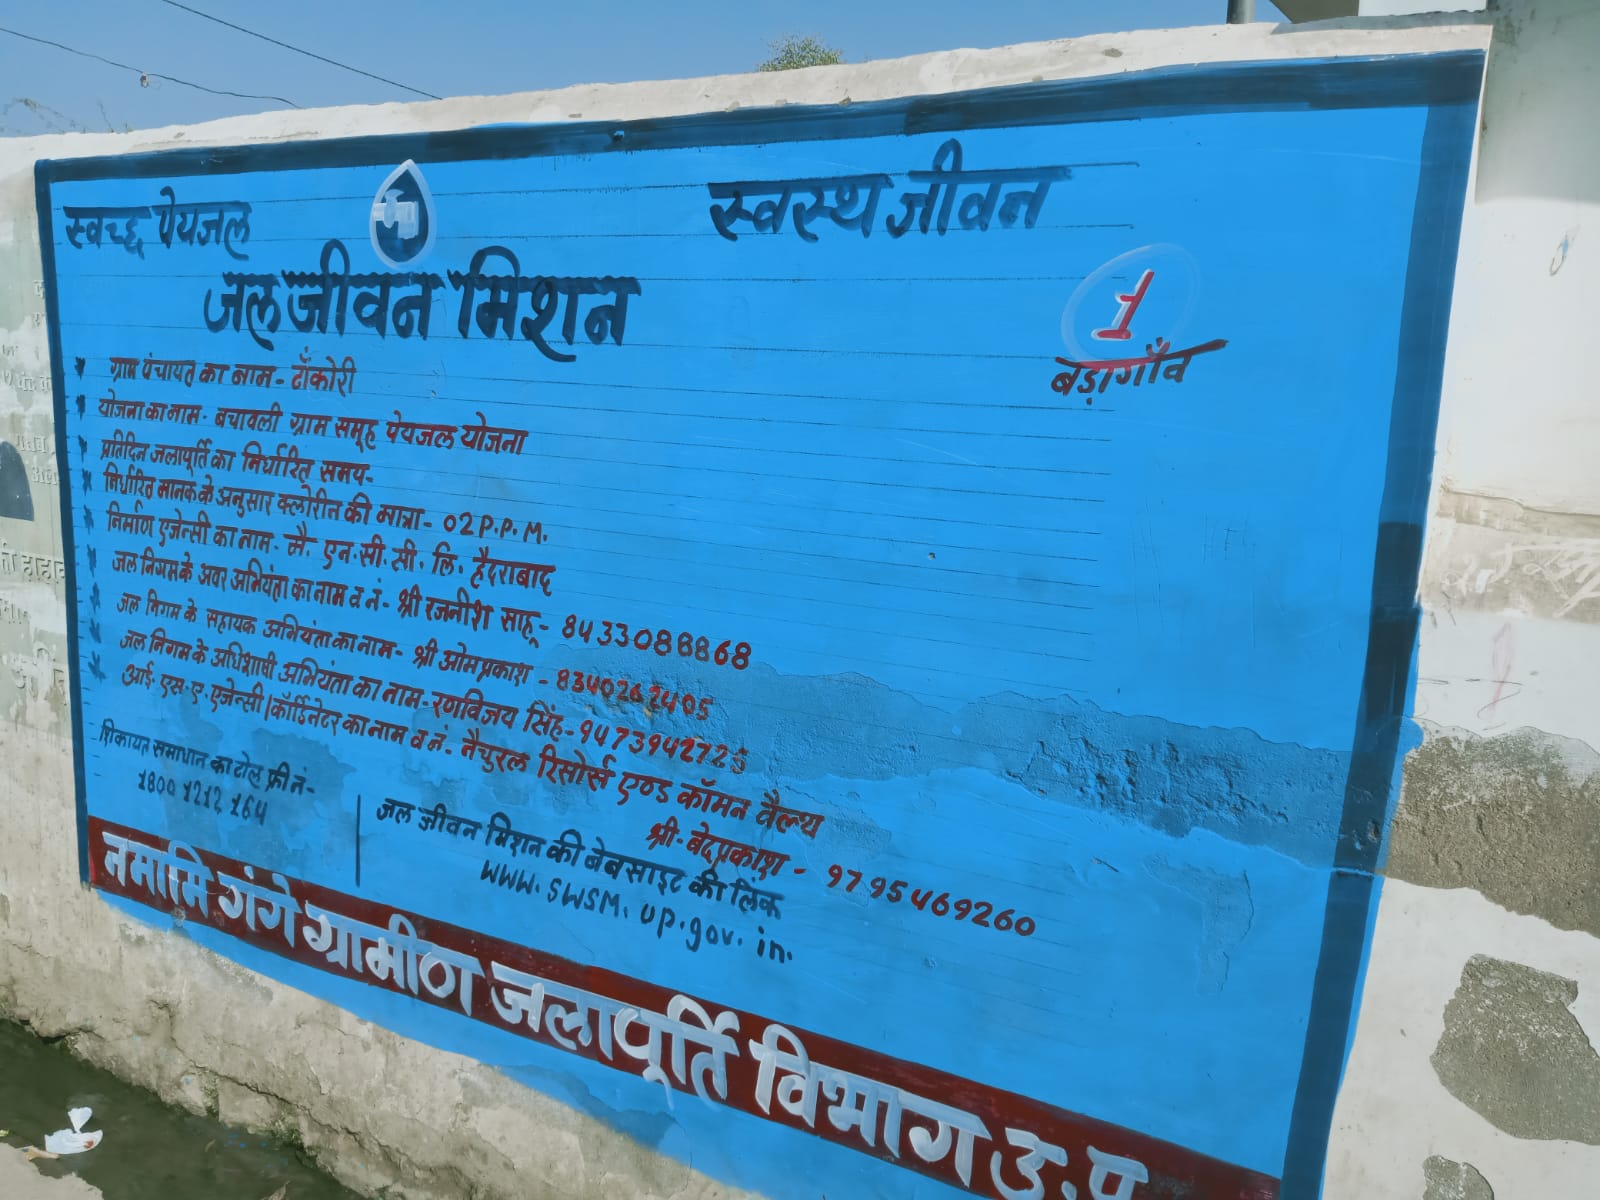 स्वच्छ पेयजल
स्वस्थ जीवन
जल जीवन मिशन
1
बड़ागाँव
ग्राम पंचायत का नाम - टाँकोरी
योजना का नाम - बचावली ग्राम समूह पेयजल योजना
प्रतिदिन जलापूर्ति का निर्धारित समय-
निर्धारित मानक के अनुसार क्लोरीन की मात्रा - 02 P.P.M.
निर्माण एजेन्सी का नाम - मै. एन.सी.सी. लि. हैदराबाद
जल निगम के अवर अभियंता का नाम व नं - श्री रजनीश साहू - 8433088868
जल निगम के सहायक अभियंता का नाम - श्री ओमप्रकाश - 8340262405
जल निगम के अधिशाषी अभियंता का नाम - रणविजय सिंह - 9473942725
आई.एस.ए. एजेन्सी/कॉर्डिनेटर का नाम व नं - नैचुरल रिसोर्स एण्ड कॉमन वैल्थ
श्री - वेदप्रकाश - 9795469260
शिकायत समाधान का टोल फ्री नं-
1800 1212 164
जल जीवन मिशन की बेबसाइट की लिंक
WWW. SWSM. up.gov. in.
नमामि गंगे ग्रामीण जलापूर्ति विभाग उ.प्र